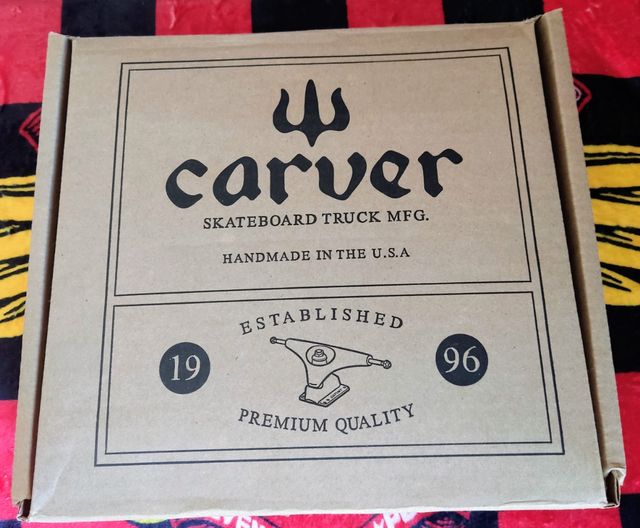 carver
SKATEBOARD TRUCK MFG.
HANDMADE IN THE U.S.A
ESTABLISHED
19 96
PREMIUM QUALITY